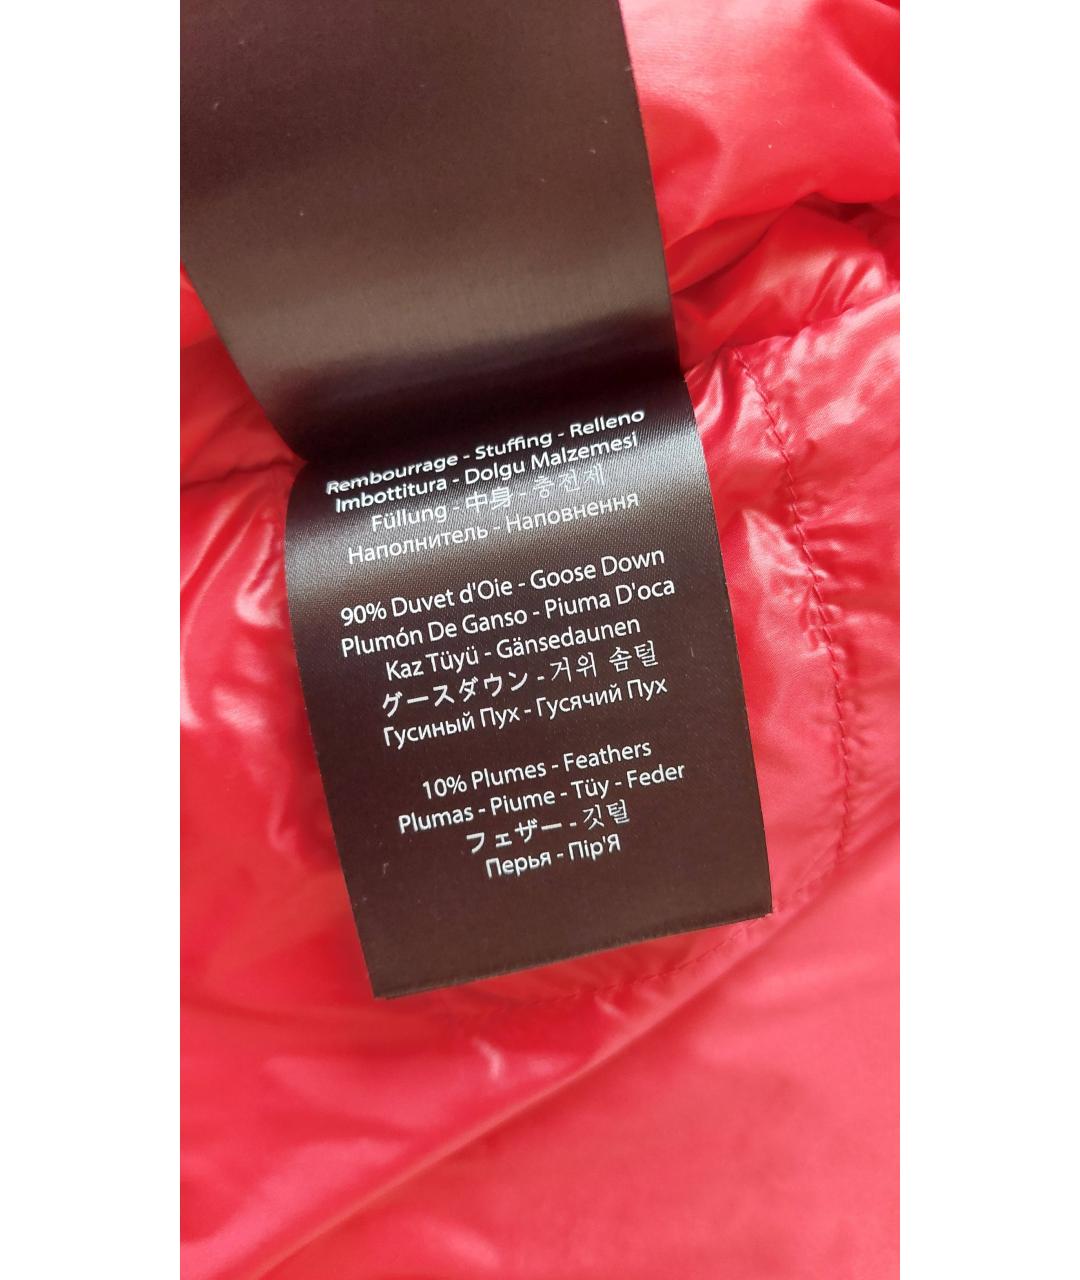 Rembourrage - Stuffing - Relleno
Imbottitura - Dolgu Malzemesi
Füllung - 中身 - 충전제
Наполнитель - Наповнення
90% Duvet d'Oie - Goose Down
Plumón De Ganso - Piuma D'oca
Kaz Tüyü - Gänsedaunen
グースダウン - 거위 솜털
Гусиный Пух - Гусячий Пух
10% Plumes - Feathers
Plumas - Piume - Tüy - Feder
フェザー - 깃털
Перья - Пір'Я